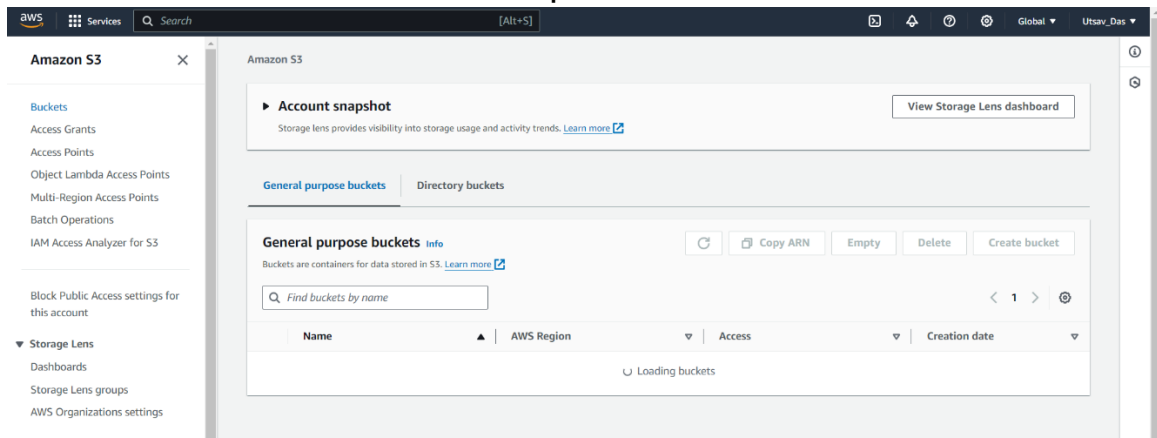 aws Services Search [Alt+S] Global ▼ Utsav_Das ▼
Amazon S3
Buckets
Access Grants
Access Points
Object Lambda Access Points
Multi-Region Access Points
Batch Operations
IAM Access Analyzer for S3
Block Public Access settings for
this account
▼ Storage Lens
Dashboards
Storage Lens groups
AWS Organizations settings
Amazon S3
► Account snapshot
View Storage Lens dashboard
Storage lens provides visibility into storage usage and activity trends. Learn more
General purpose buckets Directory buckets
General purpose buckets Info
Copy ARN Empty Delete Create bucket
Buckets are containers for data stored in S3. Learn more
Find buckets by name
< 1 >
Name ▲ AWS Region ▽ Access ▽ Creation date ▽
Loading buckets